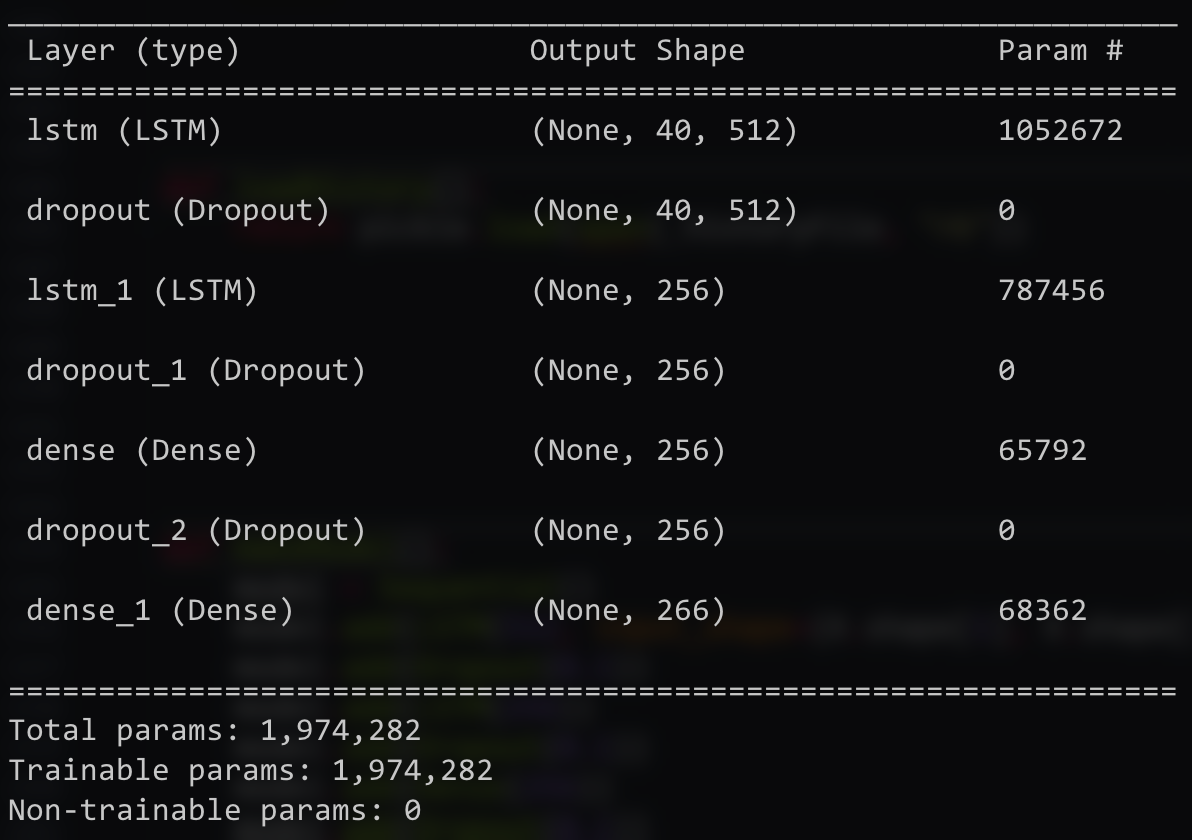 Layer (type) Output Shape Param #
=================================================================
lstm (LSTM) (None, 40, 512) 1052672
dropout (Dropout) (None, 40, 512) 0
lstm_1 (LSTM) (None, 256) 787456
dropout_1 (Dropout) (None, 256) 0
dense (Dense) (None, 256) 65792
dropout_2 (Dropout) (None, 256) 0
dense_1 (Dense) (None, 266) 68362
=================================================================
Total params: 1,974,282
Trainable params: 1,974,282
Non-trainable params: 0